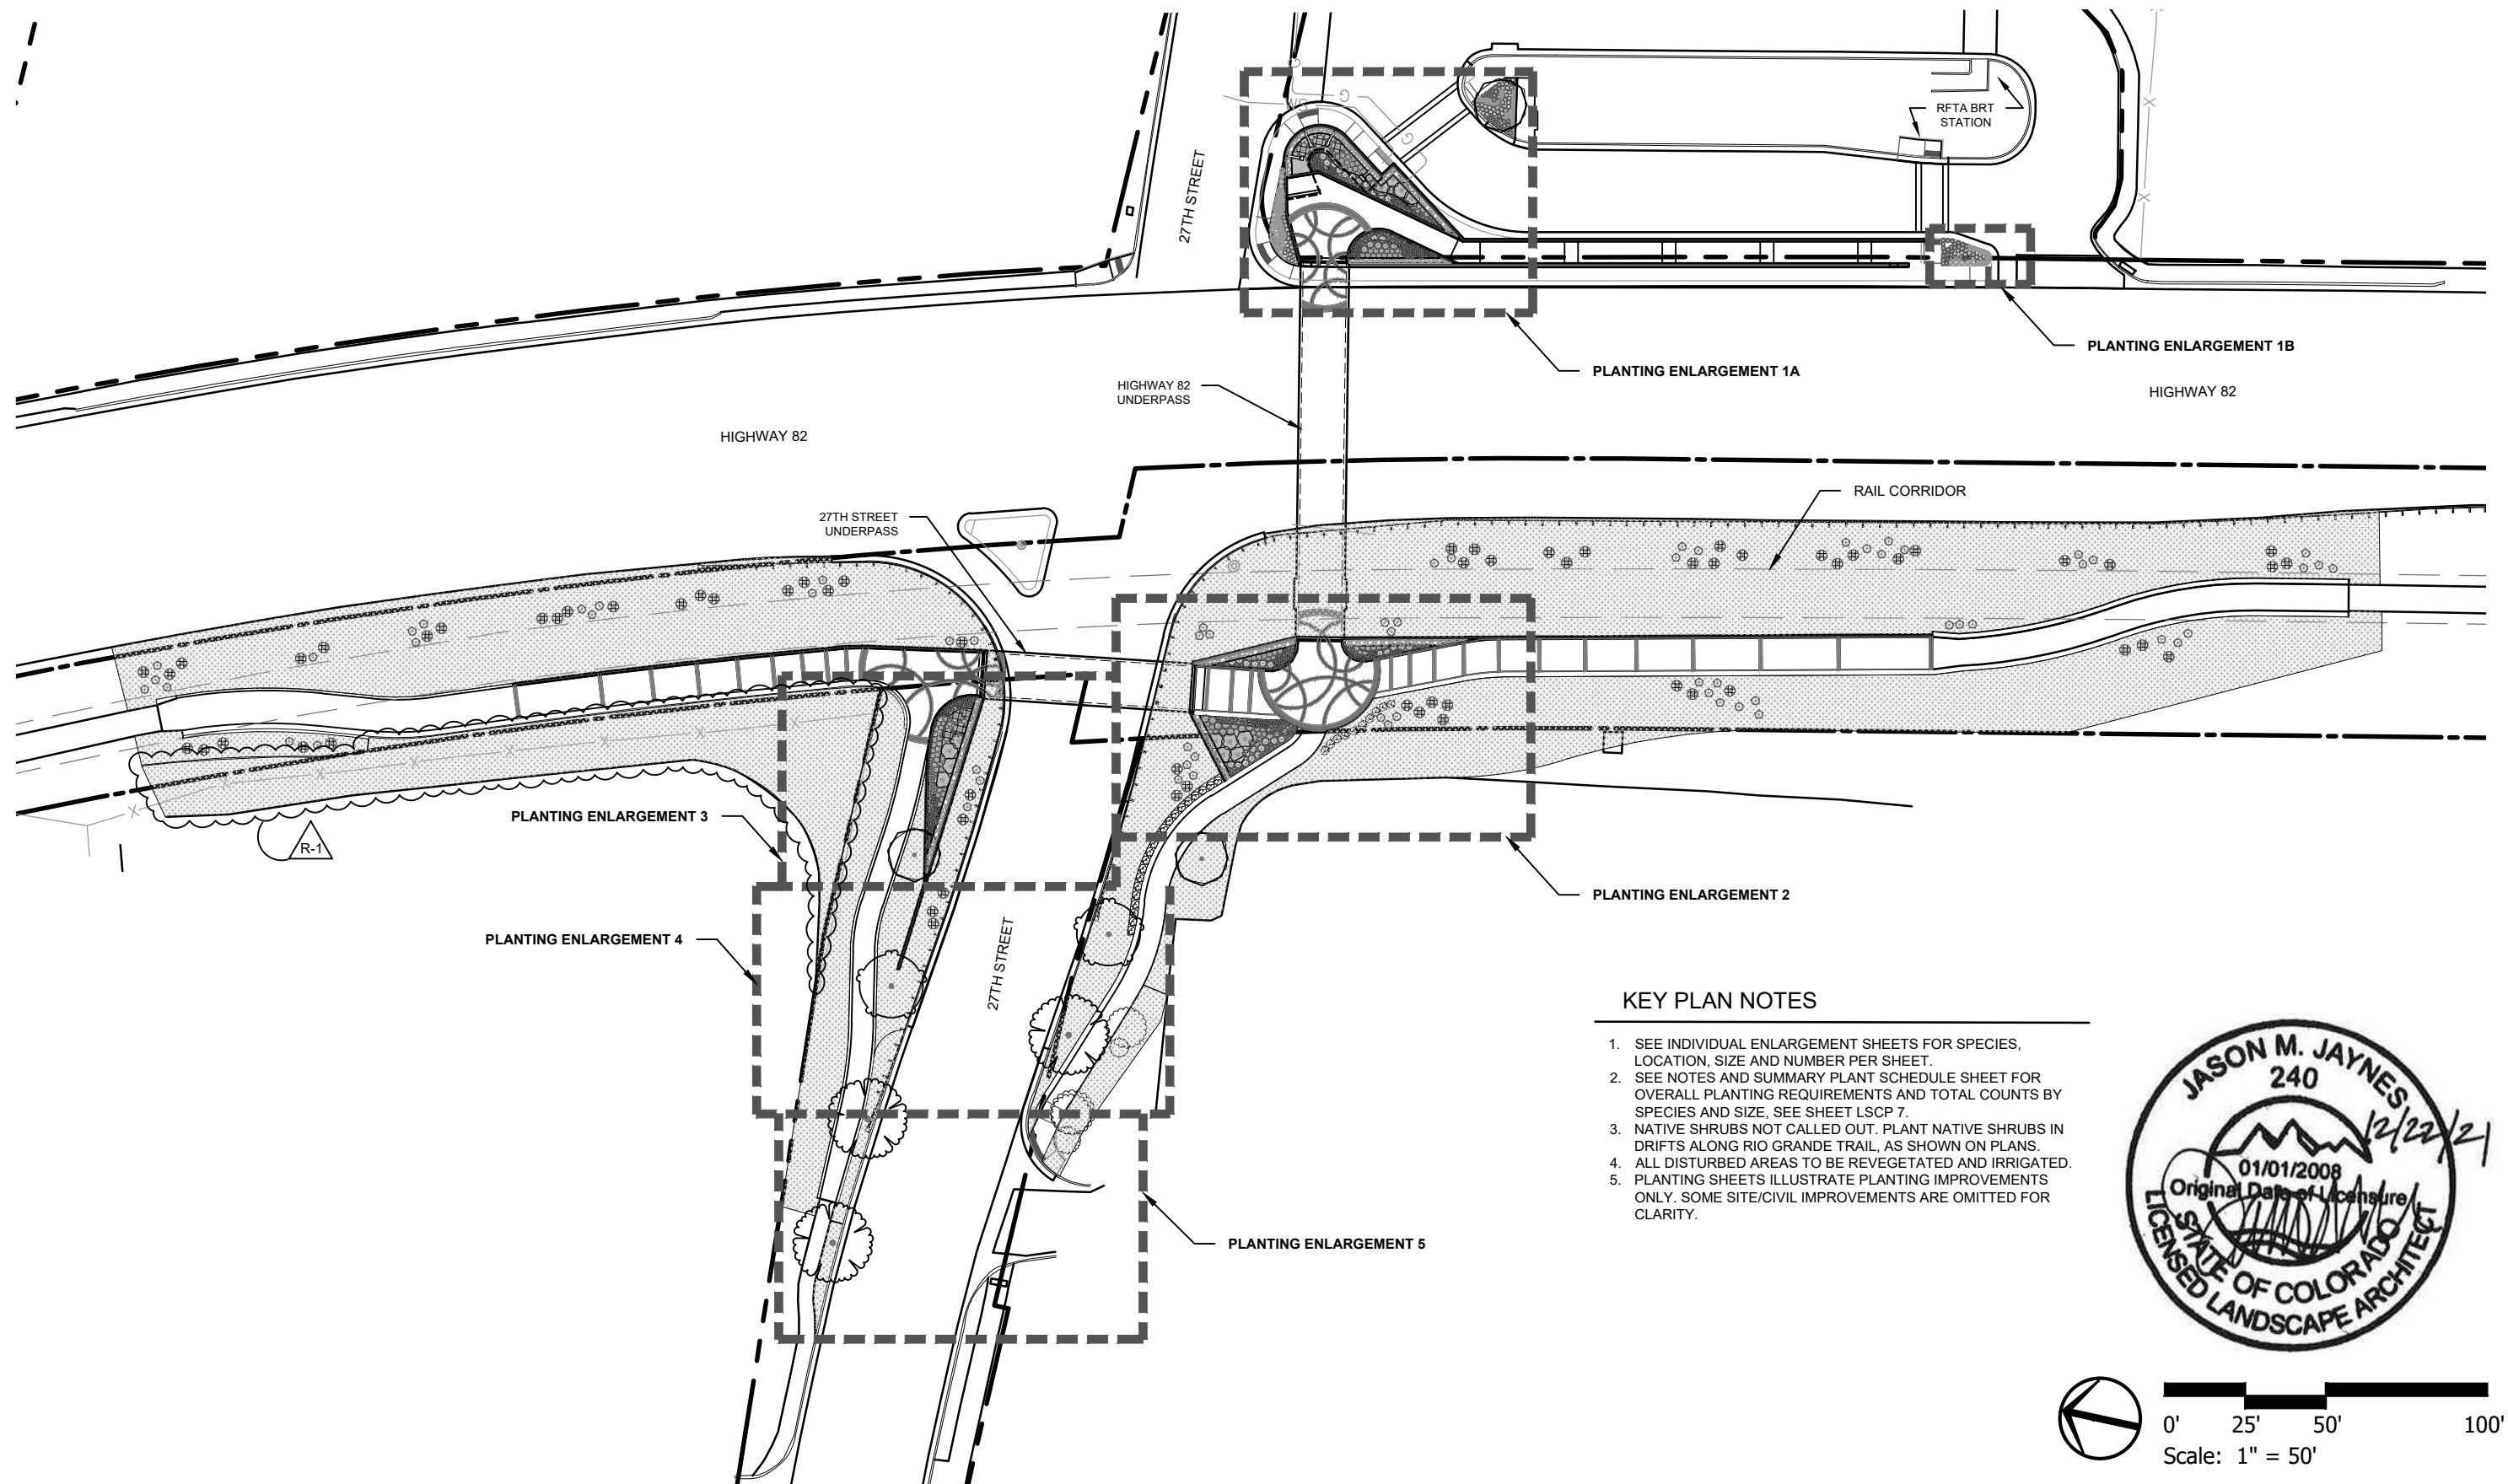 RFTA BRT
STATION
27TH STREET
PLANTING ENLARGEMENT 1B
PLANTING ENLARGEMENT 1A
HIGHWAY 82
UNDERPASS
HIGHWAY 82
HIGHWAY 82
RAIL CORRIDOR
27TH STREET
UNDERPASS
PLANTING ENLARGEMENT 3
R-1
PLANTING ENLARGEMENT 2
PLANTING ENLARGEMENT 4
27TH STREET
PLANTING ENLARGEMENT 5
KEY PLAN NOTES
1. SEE INDIVIDUAL ENLARGEMENT SHEETS FOR SPECIES,
LOCATION, SIZE AND NUMBER PER SHEET.
2. SEE NOTES AND SUMMARY PLANT SCHEDULE SHEET FOR
OVERALL PLANTING REQUIREMENTS AND TOTAL COUNTS BY
SPECIES AND SIZE, SEE SHEET LSCP 7.
3. NATIVE SHRUBS NOT CALLED OUT. PLANT NATIVE SHRUBS IN
DRIFTS ALONG RIO GRANDE TRAIL, AS SHOWN ON PLANS.
4. ALL DISTURBED AREAS TO BE REVEGETATED AND IRRIGATED.
5. PLANTING SHEETS ILLUSTRATE PLANTING IMPROVEMENTS
ONLY. SOME SITE/CIVIL IMPROVEMENTS ARE OMITTED FOR
CLARITY.
JASON M. JAYNES
240
12/22/21
01/01/2008
Original Date of Licensure
STATE OF COLORADO
LICENSED LANDSCAPE ARCHITECT
0' 25' 50' 100'
Scale: 1" = 50'